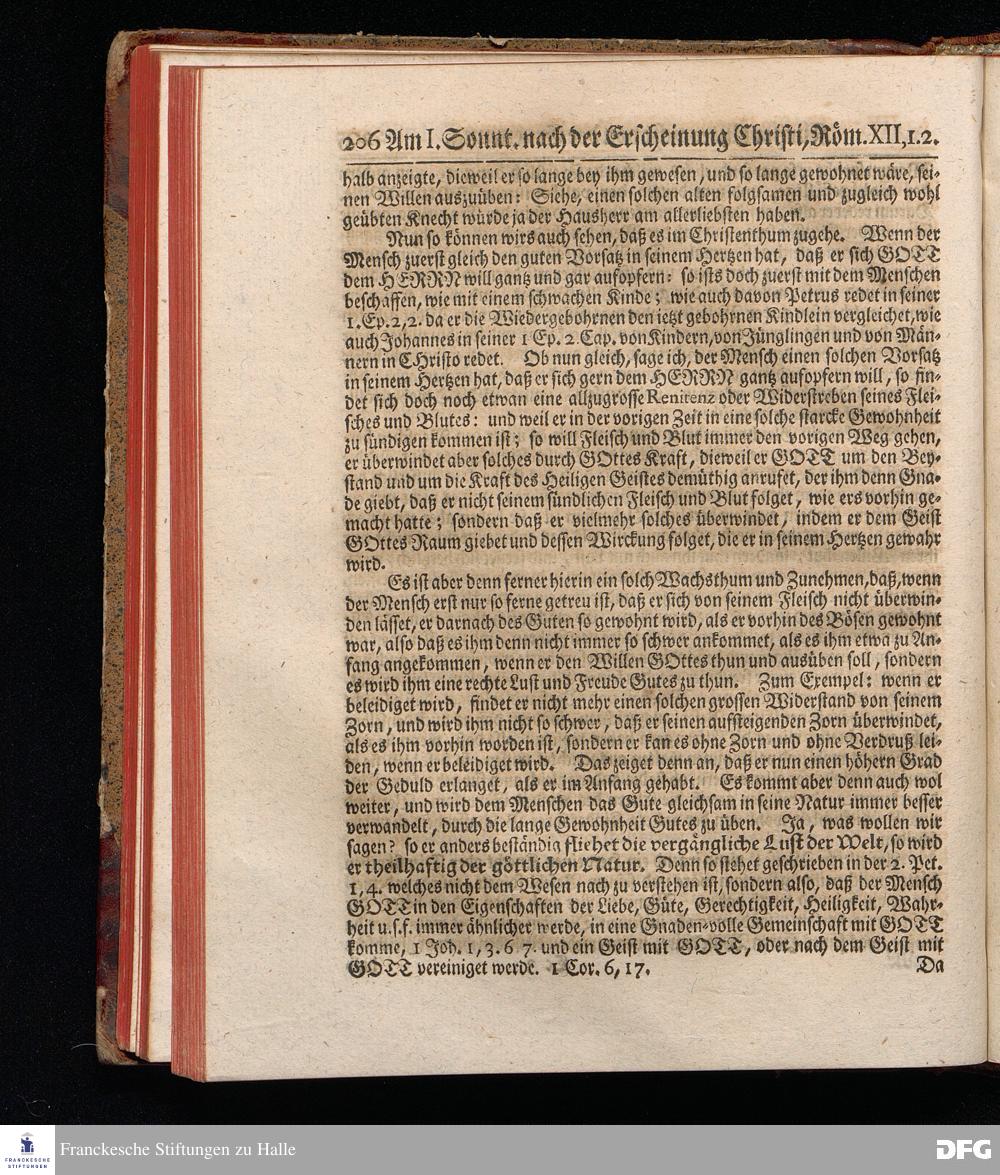 206 Am I. Sonnt. nach der Erscheinung Christi, Röm. XII, 1. 2.
halb anzeigte, dieweil er so lange bey ihm gewesen, und so lange gewohnet wäre, sei-
nen Willen auszuüben: Siehe, einen solchen alten folgsamen und zugleich wohl
geübten Knecht würde ja der Hausherr am allerliebsten haben.
Nun so können wirs auch sehen, daß es im Christenthum zugehe. Wenn der
Mensch zuerst gleich den guten Vorsatz in seinem Hertzen hat, daß er sich GOTT
dem HERRN will gantz und gar aufopfern: so ists doch zuerst mit dem Menschen
beschaffen, wie mit einem schwachen Kinde; wie auch davon Petrus redet in seiner
1. Ep. 2, 2. da er die Wiedergebohrnen den ietzt gebohrnen Kindlein vergleichet, wie
auch Johannes in seiner 1 Ep. 2. Cap. von Kindern, von Jünglingen und von Män-
nern in CHristo redet. Ob nun gleich, sage ich, der Mensch einen solchen Vorsatz
in seinem Hertzen hat, daß er sich gern dem HERRN gantz aufopfern will, so fin-
det sich doch noch etwan eine allzugrosse Renitenz oder Widerstreben seines Flei-
sches und Blutes: und weil er in der vorigen Zeit in eine solche starcke Gewohnheit
zu sündigen kommen ist; so will Fleisch und Blut immer den vorigen Weg gehen,
er überwindet aber solches durch GOttes Kraft, dieweil er GOTT um den Bey-
stand und um die Kraft des Heiligen Geistes demüthig anrufet, der ihm denn Gna-
de giebt, daß er nicht seinem sündlichen Fleisch und Blut folget, wie ers vorhin ge-
macht hatte; sondern daß er vielmehr solches überwindet, indem er dem Geist
GOttes Raum giebet und dessen Wirckung folget, die er in seinem Hertzen gewahr
wird.
Es ist aber denn ferner hierin ein solch Wachsthum und Zunehmen, daß, wenn
der Mensch erst nur so ferne getreu ist, daß er sich von seinem Fleisch nicht überwin-
den lässet, er darnach des Guten so gewohnt wird, als er vorhin des Bösen gewohnt
war, also daß es ihm denn nicht immer so schwer ankommet, als es ihm etwa zu An-
fang angekommen, wenn er den Willen GOttes thun und ausüben soll, sondern
es wird ihm eine rechte Lust und Freude Gutes zu thun. Zum Exempel: wenn er
beleidiget wird, findet er nicht mehr einen solchen grossen Widerstand von seinem
Zorn, und wird ihm nicht so schwer, daß er seinen aufsteigenden Zorn überwindet,
als es ihm vorhin worden ist, sondern er kan es ohne Zorn und ohne Verdruß lei-
den, wenn er beleidiget wird. Das zeiget denn an, daß er nun einen höhern Grad
der Geduld erlanget, als er im Anfang gehabt. Es kommt aber denn auch wol
weiter, und wird dem Menschen das Gute gleichsam in seine Natur immer besser
verwandelt, durch die lange Gewohnheit Gutes zu üben. Ja, was wollen wir
sagen? so er anders beständig fliehet die vergängliche Lust der Welt, so wird
er theilhaftig der göttlichen Natur. Denn so stehet geschrieben in der 2. Pet.
1, 4. welches nicht dem Wesen nach zu verstehen ist, sondern also, daß der Mensch
GOTT in den Eigenschaften der Liebe, Güte, Gerechtigkeit, Heiligkeit, Wahr-
heit u.s.f. immer ähnlicher werde, in eine Gnaden-volle Gemeinschaft mit GOTT
komme, 1 Joh. 1, 3. 6 7. und ein Geist mit GOTT, oder nach dem Geist mit
GOTT vereiniget werde. 1 Cor. 6, 17.
Da
FRANCKESCHE
STIFTUNGEN
Franckesche Stiftungen zu Halle
DFG